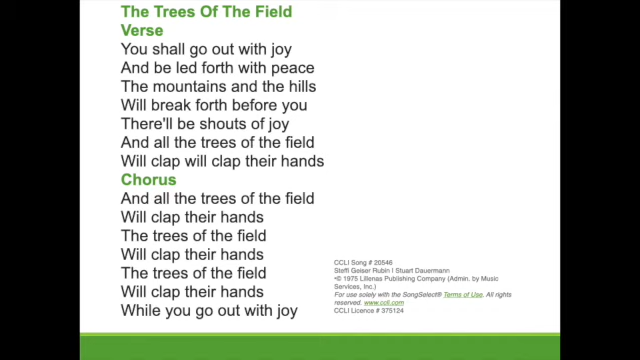 The Trees Of The Field
Verse
You shall go out with joy
And be led forth with peace
The mountains and the hills
Will break forth before you
There'll be shouts of joy
And all the trees of the field
Will clap will clap their hands
Chorus
And all the trees of the field
Will clap their hands
The trees of the field
Will clap their hands
The trees of the field
Will clap their hands
While you go out with joy
CCLI Song # 20546
Steffi Geiser Rubin I Stuart Dauermann
•© 1975 Lillenas Publishing Company (Admin. by Music
Services, Inc.)
For use solely with the SongSelect® Terms of Use. All rights
reserved. www.ccli.com
CCLI Licence # 375124